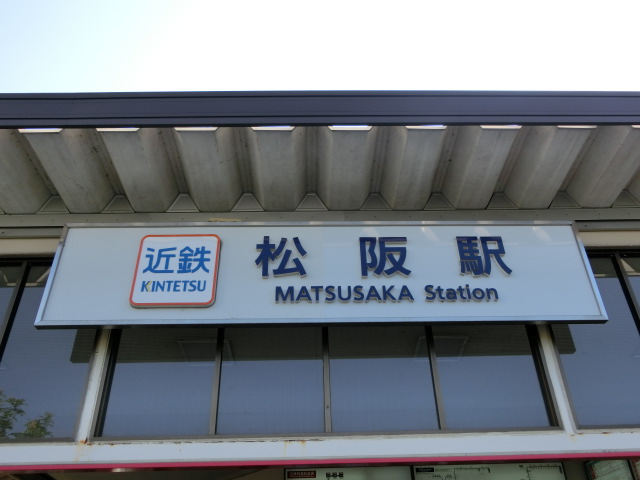 近鉄
KINTETSU
松阪駅
MATSUSAKA Station